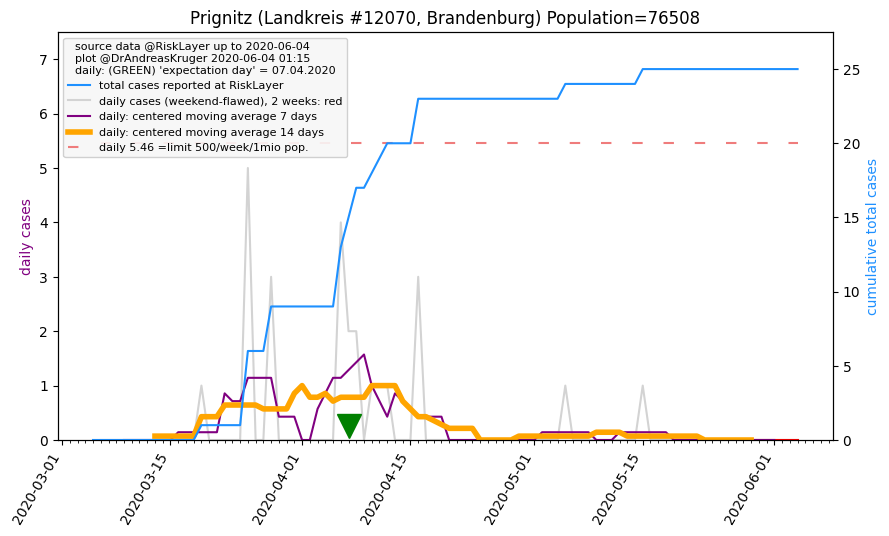 Prignitz (Landkreis #12070, Brandenburg) Population=76508
source data @RiskLayer up to 2020-06-04
plot @DrAndreasKruger 2020-06-04 01:15
daily: (GREEN) 'expectation day' = 07.04.2020
total cases reported at RiskLayer
daily cases (weekend-flawed), 2 weeks: red
daily: centered moving average 7 days
daily: centered moving average 14 days
daily 5.46 =limit 500/week/1mio pop.
daily cases
7
6
5
4
3
2
1
0
cumulative total cases
25
20
15
10
5
0
2020-03-01
2020-03-15
2020-04-01
2020-04-15
2020-05-01
2020-05-15
2020-06-01